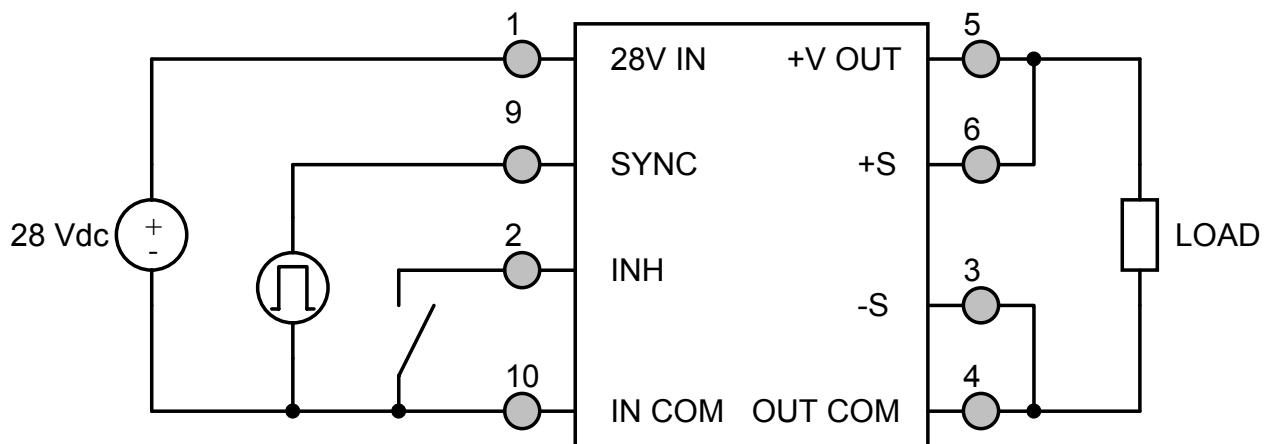 1
28V IN
+V OUT
5
9
SYNC
+S
6
28 Vdc
+
-
2
INH
-S
3
LOAD
10
IN COM
OUT COM
4